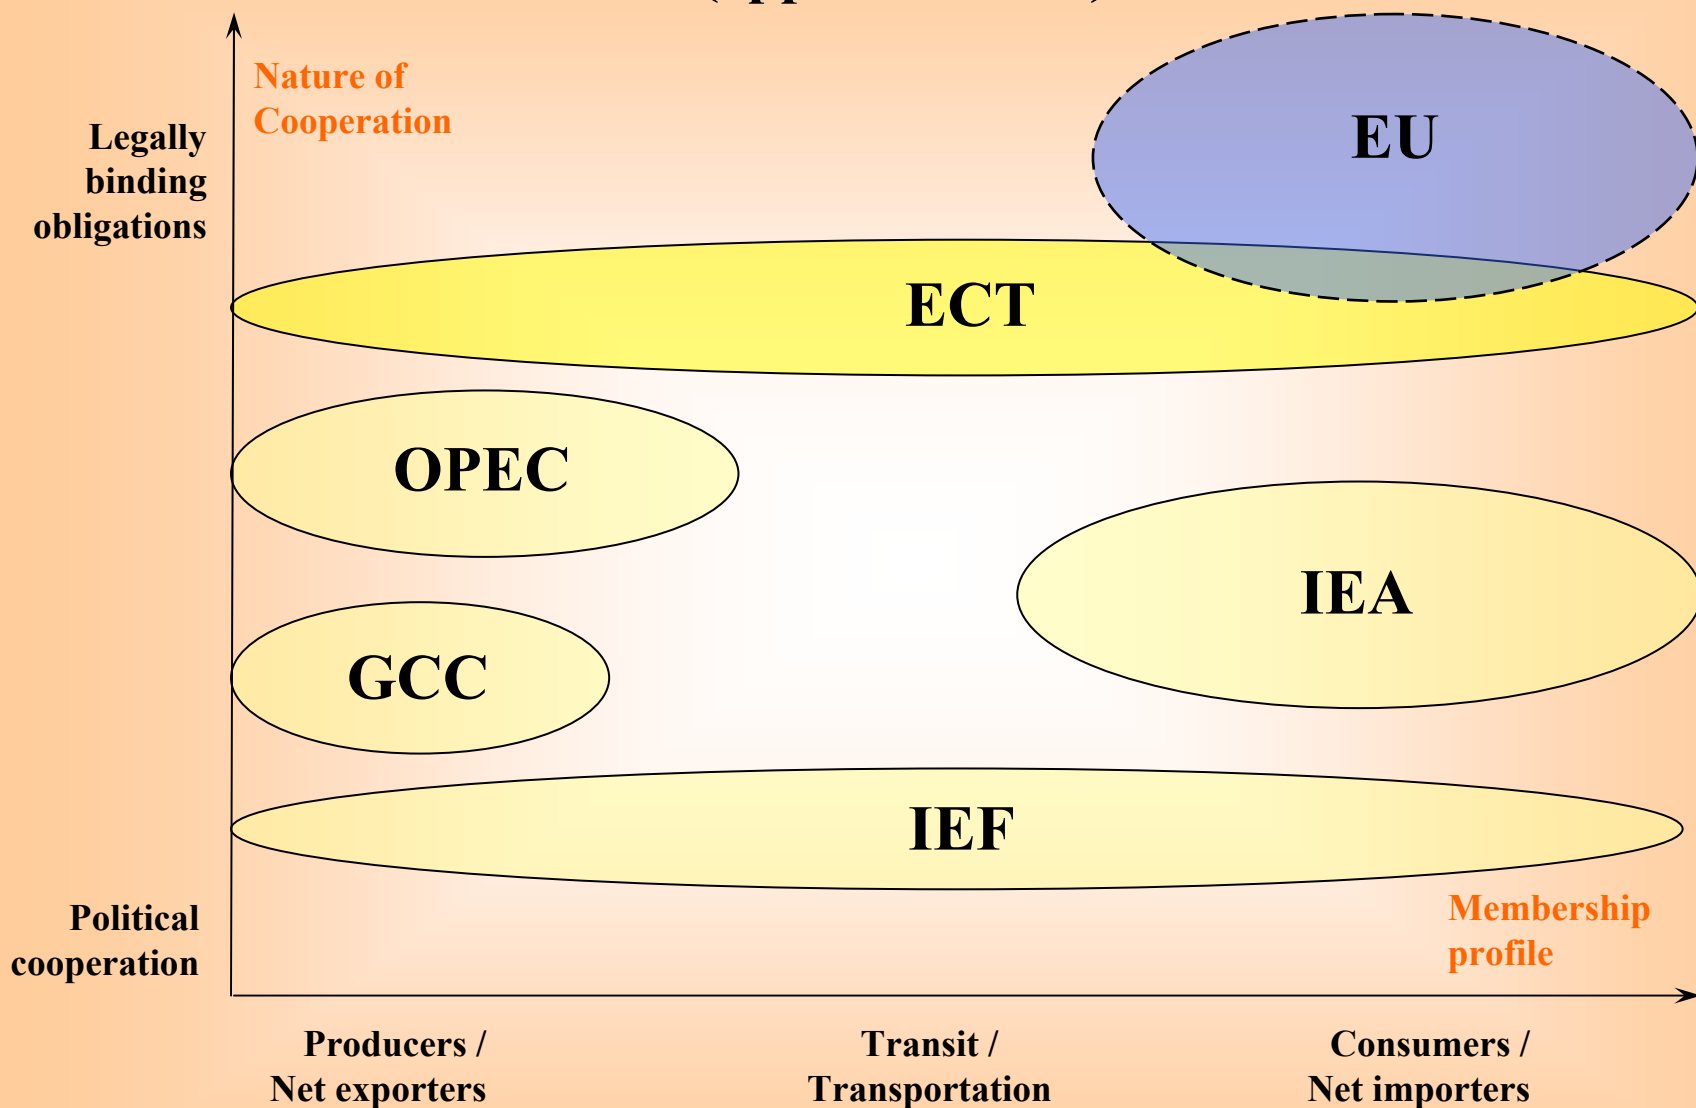 Nature of
Cooperation
Legally
binding
obligations
EU
ECT
OPEC
IEA
GCC
IEF
Political
cooperation
Membership
profile
Producers /
Net exporters
Transit /
Transportation
Consumers /
Net importers